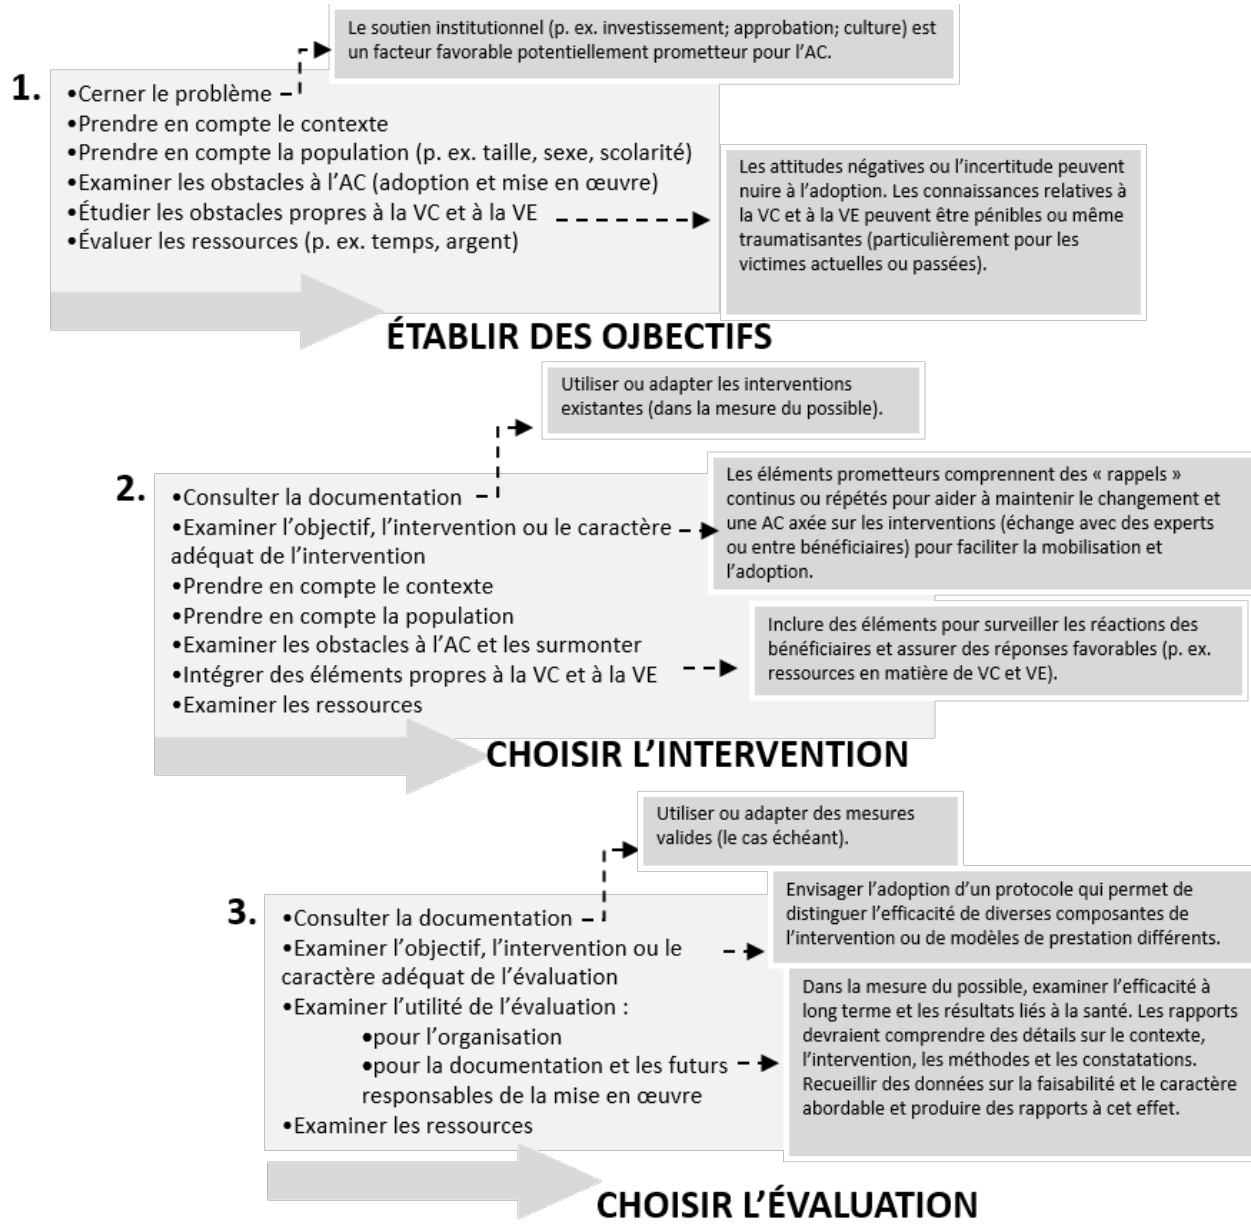 Le soutien institutionnel (p. ex. investissement; approbation; culture) est
un facteur favorable potentiellement prometteur pour l’AC.
1.
•Cerner le problème
•Prendre en compte le contexte
•Prendre en compte la population (p. ex. taille, sexe, scolarité)
•Examiner les obstacles à l’AC (adoption et mise en œuvre)
•Étudier les obstacles propres à la VC et à la VE
•Évaluer les ressources (p. ex. temps, argent)
Les attitudes négatives ou l’incertitude peuvent
nuire à l’adoption. Les connaissances relatives à
la VC et à la VE peuvent être pénibles ou même
traumatisantes (particulièrement pour les
victimes actuelles ou passées).
ÉTABLIR DES OJBECTIFS
Utiliser ou adapter les interventions
existantes (dans la mesure du possible).
2.
•Consulter la documentation
•Examiner l’objectif, l’intervention ou le caractère
adéquat de l’intervention
•Prendre en compte le contexte
•Prendre en compte la population
•Examiner les obstacles à l’AC et les surmonter
•Intégrer des éléments propres à la VC et à la VE
•Examiner les ressources
Les éléments prometteurs comprennent des « rappels »
continus ou répétés pour aider à maintenir le changement et
une AC axée sur les interventions (échange avec des experts
ou entre bénéficiaires) pour faciliter la mobilisation et
l’adoption.
Inclure des éléments pour surveiller les réactions des
bénéficiaires et assurer des réponses favorables (p. ex.
ressources en matière de VC et VE).
CHOISIR L’INTERVENTION
Utiliser ou adapter des mesures
valides (le cas échéant).
3.
•Consulter la documentation
•Examiner l’objectif, l’intervention ou le
caractère adéquat de l’évaluation
•Examiner l’utilité de l’évaluation :
•pour l’organisation
•pour la documentation et les futurs
responsables de la mise en œuvre
•Examiner les ressources
Envisager l’adoption d’un protocole qui permet de
distinguer l’efficacité de diverses composantes de
l’intervention ou de modèles de prestation différents.
Dans la mesure du possible, examiner l’efficacité à
long terme et les résultats liés à la santé. Les rapports
devraient comprendre des détails sur le contexte,
l’intervention, les méthodes et les constatations.
Recueillir des données sur la faisabilité et le caractère
abordable et produire des rapports à cet effet.
CHOISIR L’ÉVALUATION